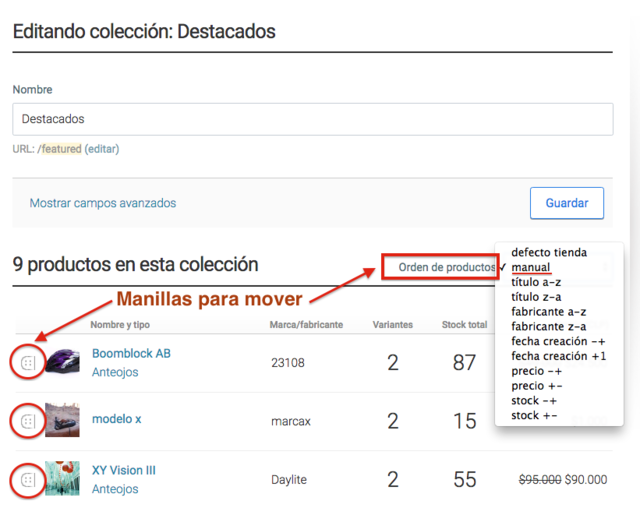 Editando colección: Destacados
Nombre
Destacados
URL: /featured (editar)
Mostrar campos avanzados
Guardar
9 productos en esta colección
Orden de productos
defecto tienda
✓ manual
título a-z
título z-a
fabricante a-z
fabricante z-a
fecha creación -+
fecha creación +1
precio -+
precio +-
stock -+
stock +-
Manillas para mover
Nombre y tipo Marca/fabricante Variantes Stock total
Boomblock AB 23108 2 87
Anteojos
modelo x marcax 2 15
XY Vision III Daylite 2 55 $95.000 $90.000
Anteojos